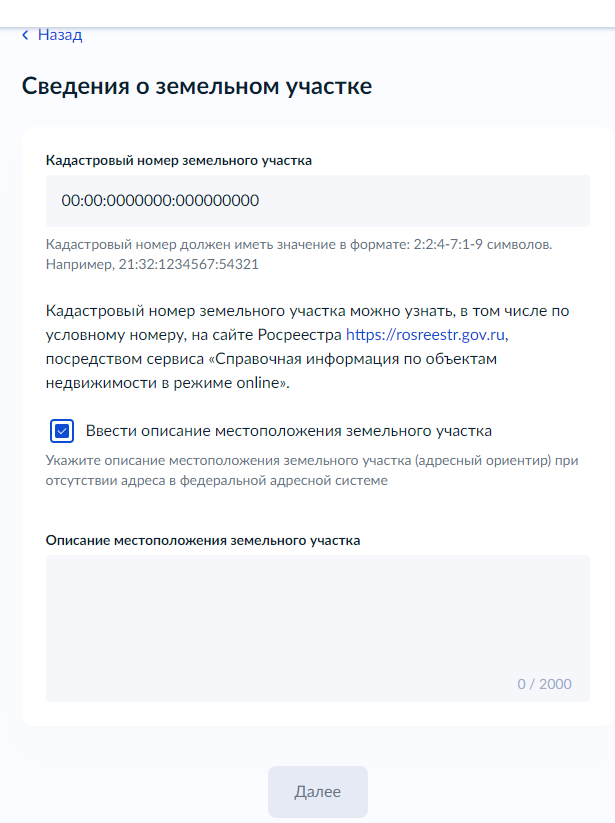 Назад
Сведения о земельном участке
Кадастровый номер земельного участка
00:00:0000000:000000000
Кадастровый номер должен иметь значение в формате: 2:2:4-7:1-9 символов.
Например, 21:32:1234567:54321
Кадастровый номер земельного участка можно узнать, в том числе по
условному номеру, на сайте Росреестра https://rosreestr.gov.ru,
посредством сервиса «Справочная информация по объектам
недвижимости в режиме online».
Ввести описание местоположения земельного участка
Укажите описание местоположения земельного участка (адресный ориентир) при
отсутствии адреса в федеральной адресной системе
Описание местоположения земельного участка
0 / 2000
Далее